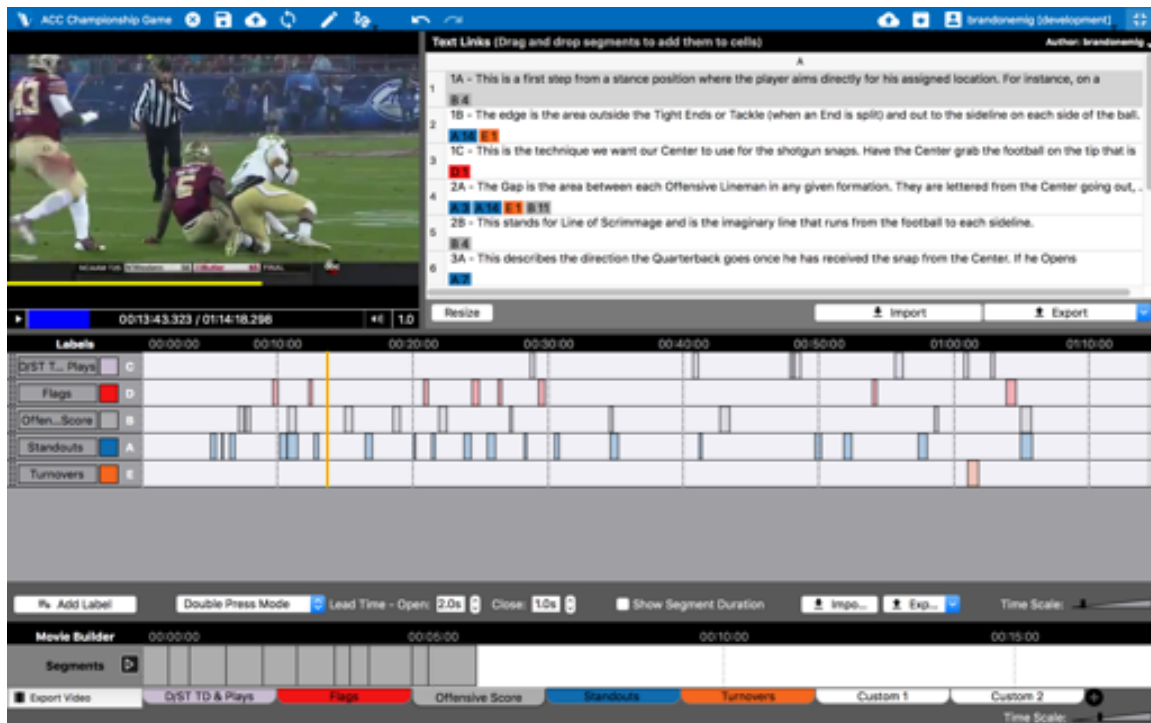 ACC Championship Game
brandonemig [development]
Text Links (Drag and drop segments to add them to cells)
Author: brandonemig
A
1
1A - This is a first step from a stance position where the player aims directly for his assigned location. For instance, on a
B 4
2
1B - The edge is the area outside the Tight Ends or Tackle (when an End is split) and out to the sideline on each side of the ball.
A 14 E 1
3
1C - This is the technique we want our Center to use for the shotgun snaps. Have the Center grab the football on the tip that is
D 1
4
2A - The Gap is the area between each Offensive Lineman in any given formation. They are lettered from the Center going out, .
A 3 A 14 E 1 B 11
5
2B - This stands for Line of Scrimmage and is the imaginary line that runs from the football to each sideline.
B 4
6
3A - This describes the direction the Quarterback goes once he has received the snap from the Center. If he Opens
A 2
5
FINAL
00:13:43.323 / 01:14:18.298
1.0
Resize
Import
Export
Labels 00:00:00 00:10:00 00:20:00 00:30:00 00:40:00 00:50:00 01:00:00 01:10:00
D/ST T... Plays C
Flags D
Offen...Score B
Standouts A
Turnovers E
Add Label
Double Press Mode
Lead Time - Open: 2.0s Close: 1.0s
Show Segment Duration
Impo...
Exp...
Time Scale:
Movie Builder 00:00:00 00:05:00 00:10:00 00:15:00
Segments
Export Video
D/ST TD & Plays
Flags
Offensive Score
Standouts
Turnovers
Custom 1
Custom 2
Time Scale: